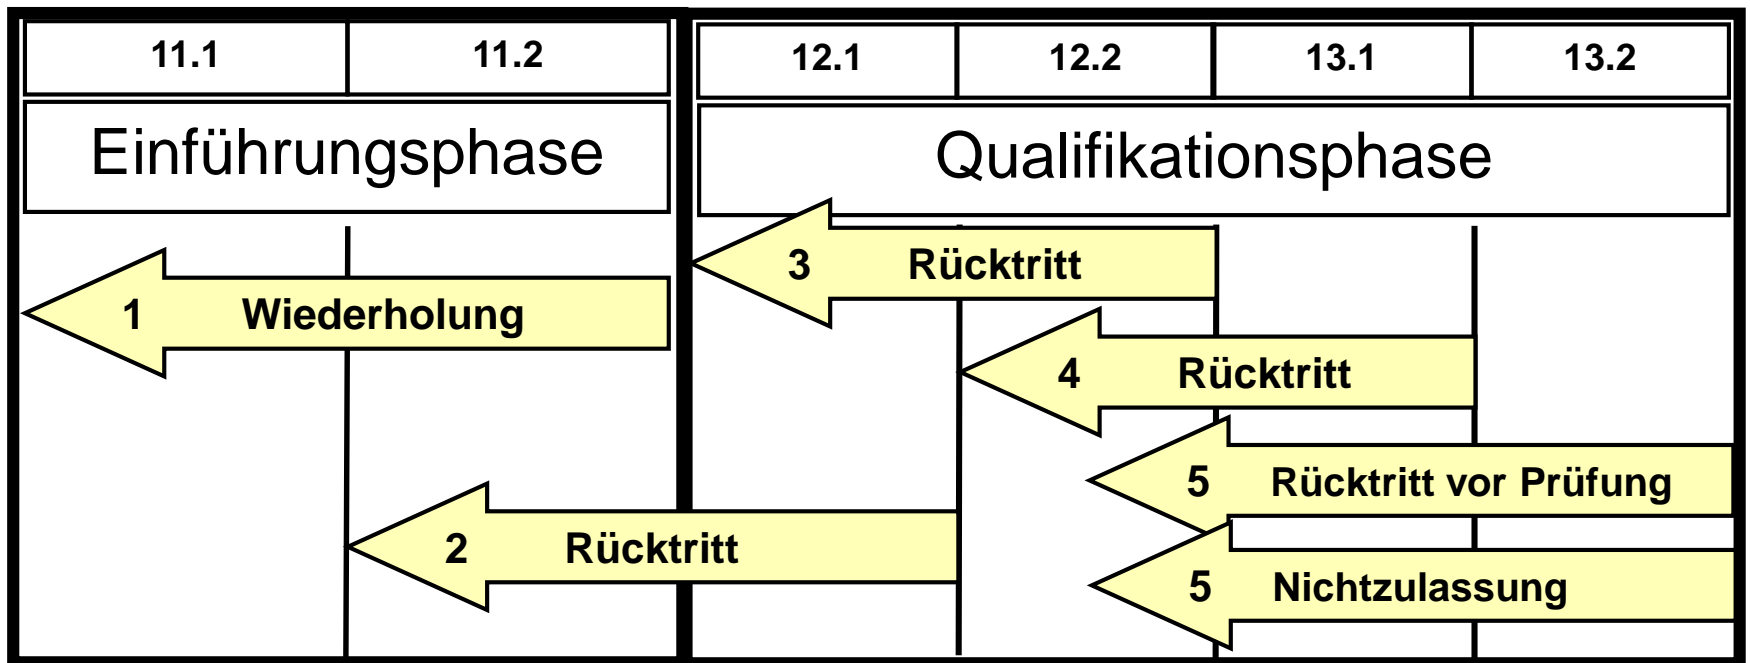 11.1 11.2 12.1 12.2 13.1 13.2
Einführungsphase Qualifikationsphase
3 Rücktritt
1 Wiederholung
4 Rücktritt
5 Rücktritt vor Prüfung
2 Rücktritt
5 Nichtzulassung